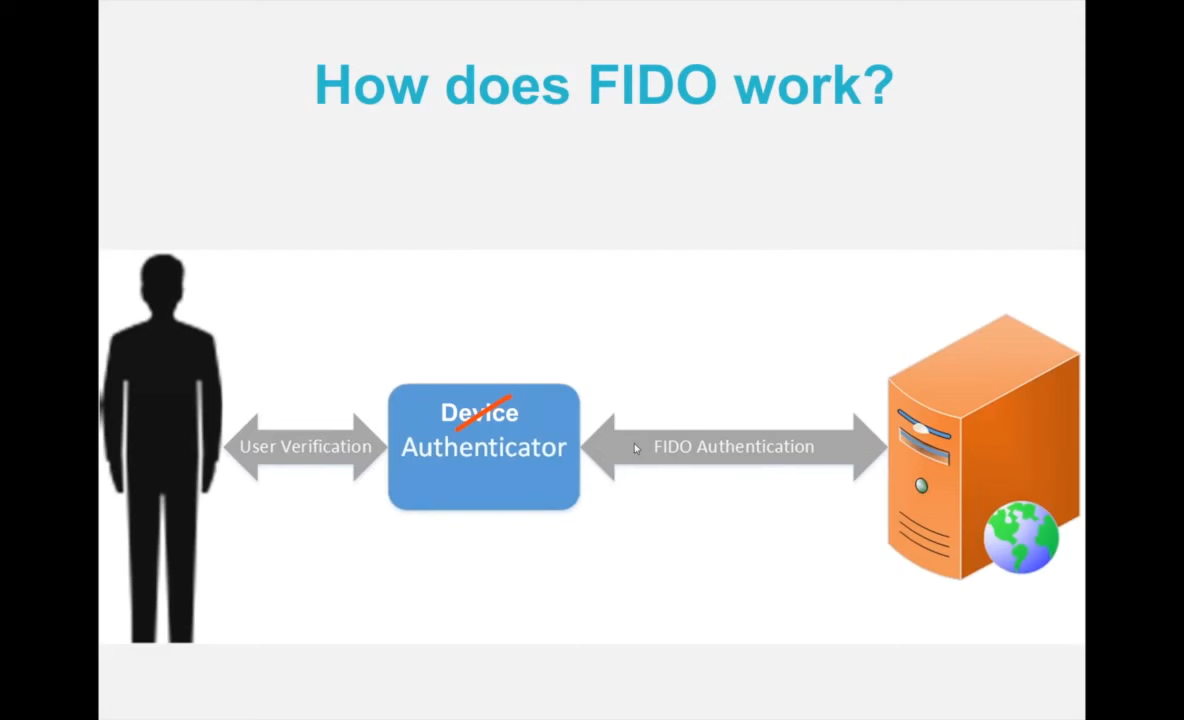 How does FIDO work?
Device
User Verification
Authenticator
FIDO Authentication